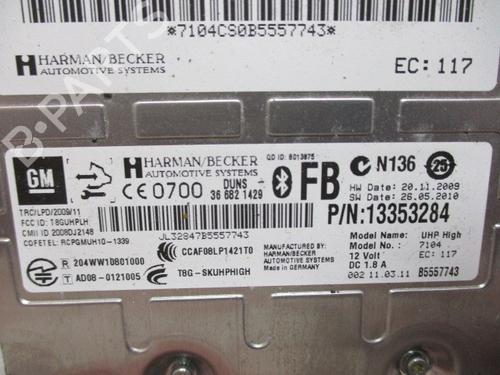 *7104CS0B5557743*
HARMAN/BECKER
AUTOMOTIVE SYSTEMS
EC: 117
B-PARTS
GM
HARMAN/BECKER
AUTOMOTIVE SYSTEMS
QD ID: B013875
CE 0700
DUNS
36 682 1429
FB
N136
25
HW Date: 20.11.2009
SW Date: 26.05.2010
P/N:13353284
TRC/LPD/2009/11
FCC ID: T8GUHPLH
CMII ID: 2008DJ2148
COFETEL: RCPGMUH10-1339
JL32847B5557743
R 204WW10801000
T AD08-0121005
CCAF08LP1421T0
T8G-SKUHPHIGH
HARMAN/BECKER
AUTOMOTIVE SYSTEMS
Made in Germany
Model Name: UHP High
Model No.: 7104
12 Volt EC: 117
DC 1.8 A
002 11.03.11 B5557743